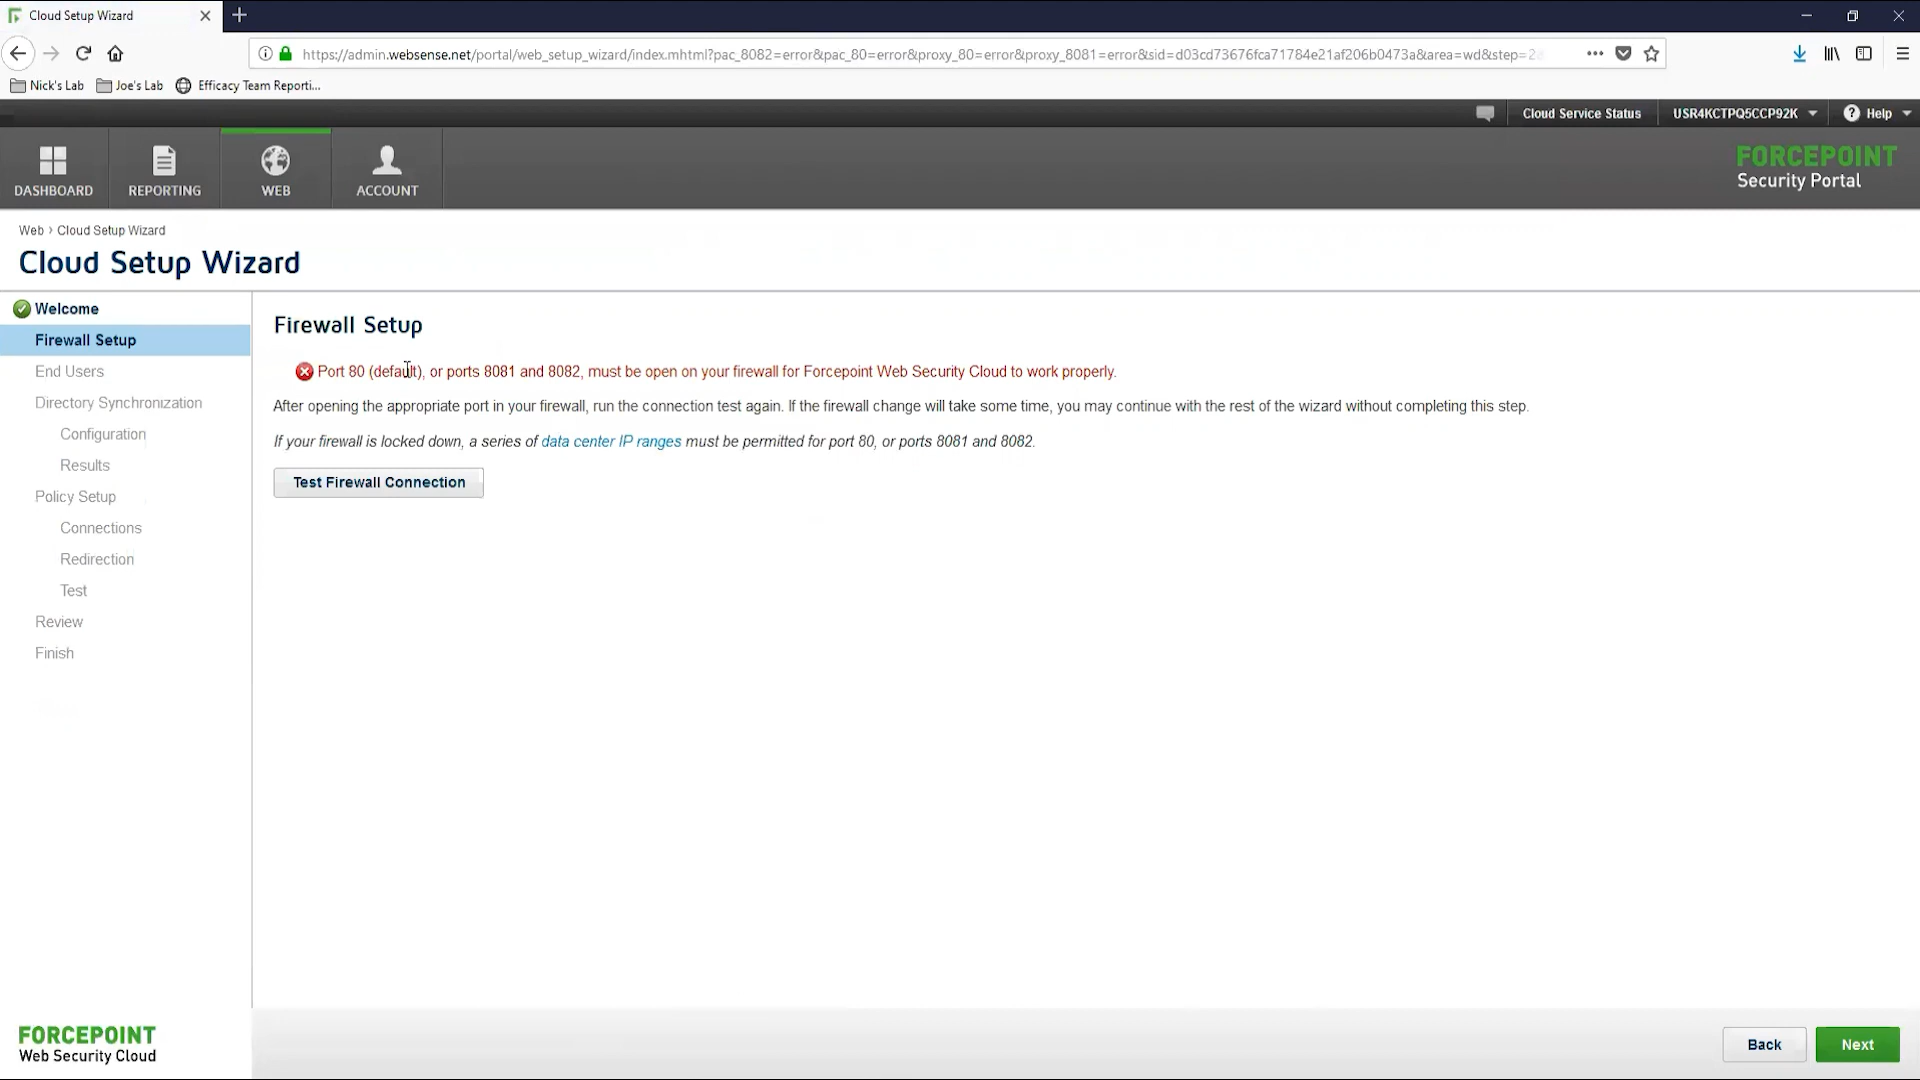 Cloud Setup Wizard
https://admin.websense.net/portal/web_setup_wizard/index.mhtml?pac_8082=error&pac_80=error&proxy_80=error&proxy_8081=error&sid=d03cd73676fca71784e21af206b0473a&area=wd&step=2
Nick's Lab Joe's Lab Efficacy Team Reporti...
Cloud Service Status USR4KCTPQ5CCP92K Help
DASHBOARD REPORTING WEB ACCOUNT
FORCEPOINT
Security Portal
Web › Cloud Setup Wizard
Cloud Setup Wizard
Welcome
Firewall Setup
End Users
Directory Synchronization
Configuration
Results
Policy Setup
Connections
Redirection
Test
Review
Finish
Firewall Setup
Port 80 (default), or ports 8081 and 8082, must be open on your firewall for Forcepoint Web Security Cloud to work properly.
After opening the appropriate port in your firewall, run the connection test again. If the firewall change will take some time, you may continue with the rest of the wizard without completing this step.
If your firewall is locked down, a series of data center IP ranges must be permitted for port 80, or ports 8081 and 8082.
Test Firewall Connection
FORCEPOINT
Web Security Cloud
Back Next